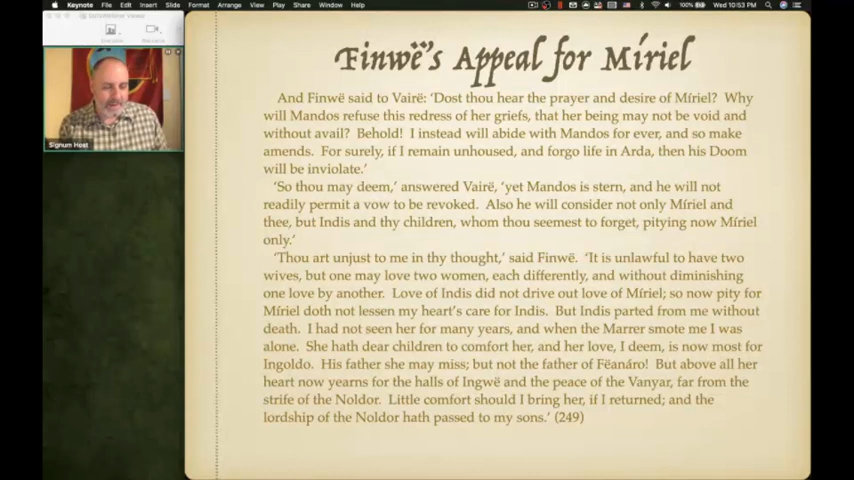 Keynote File Edit Insert Slide Format Arrange View Play Share Window Help 100% Wed 10:53 PM
GoToWebinar Viewer
Signum Host
Finwë's Appeal for Míriel
And Finwë said to Vairë: 'Dost thou hear the prayer and desire of Míriel? Why
will Mandos refuse this redress of her griefs, that her being may not be void and
without avail? Behold! I instead will abide with Mandos for ever, and so make
amends. For surely, if I remain unhoused, and forgo life in Arda, then his Doom
will be inviolate.'
'So thou may deem,' answered Vairë, 'yet Mandos is stern, and he will not
readily permit a vow to be revoked. Also he will consider not only Míriel and
thee, but Indis and thy children, whom thou seemest to forget, pitying now Míriel
only.'
'Thou art unjust to me in thy thought,' said Finwë. 'It is unlawful to have two
wives, but one may love two women, each differently, and without diminishing
one love by another. Love of Indis did not drive out love of Míriel; so now pity for
Míriel doth not lessen my heart's care for Indis. But Indis parted from me without
death. I had not seen her for many years, and when the Marrer smote me I was
alone. She hath dear children to comfort her, and her love, I deem, is now most for
Ingoldo. His father she may miss; but not the father of Fëanáro! But above all her
heart now yearns for the halls of Ingwë and the peace of the Vanyar, far from the
strife of the Noldor. Little comfort should I bring her, if I returned; and the
lordship of the Noldor hath passed to my sons.' (249)